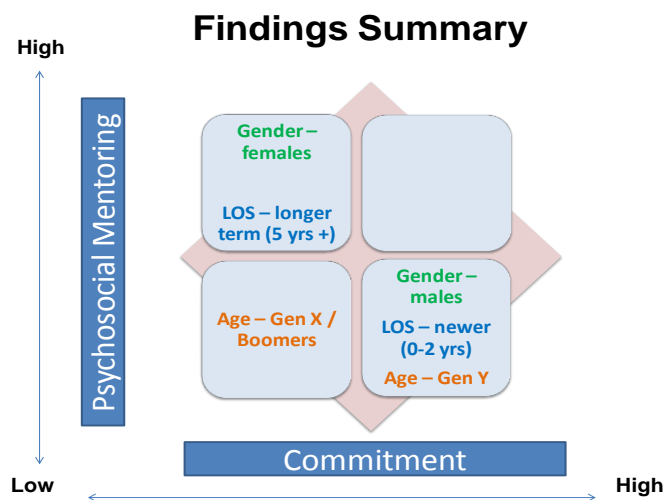 Findings Summary
High
Psychosocial Mentoring
Gender –
females
LOS – longer
term (5 yrs +)
Age – Gen X /
Boomers
Gender –
males
LOS – newer
(0-2 yrs)
Age – Gen Y
Commitment
Low
High